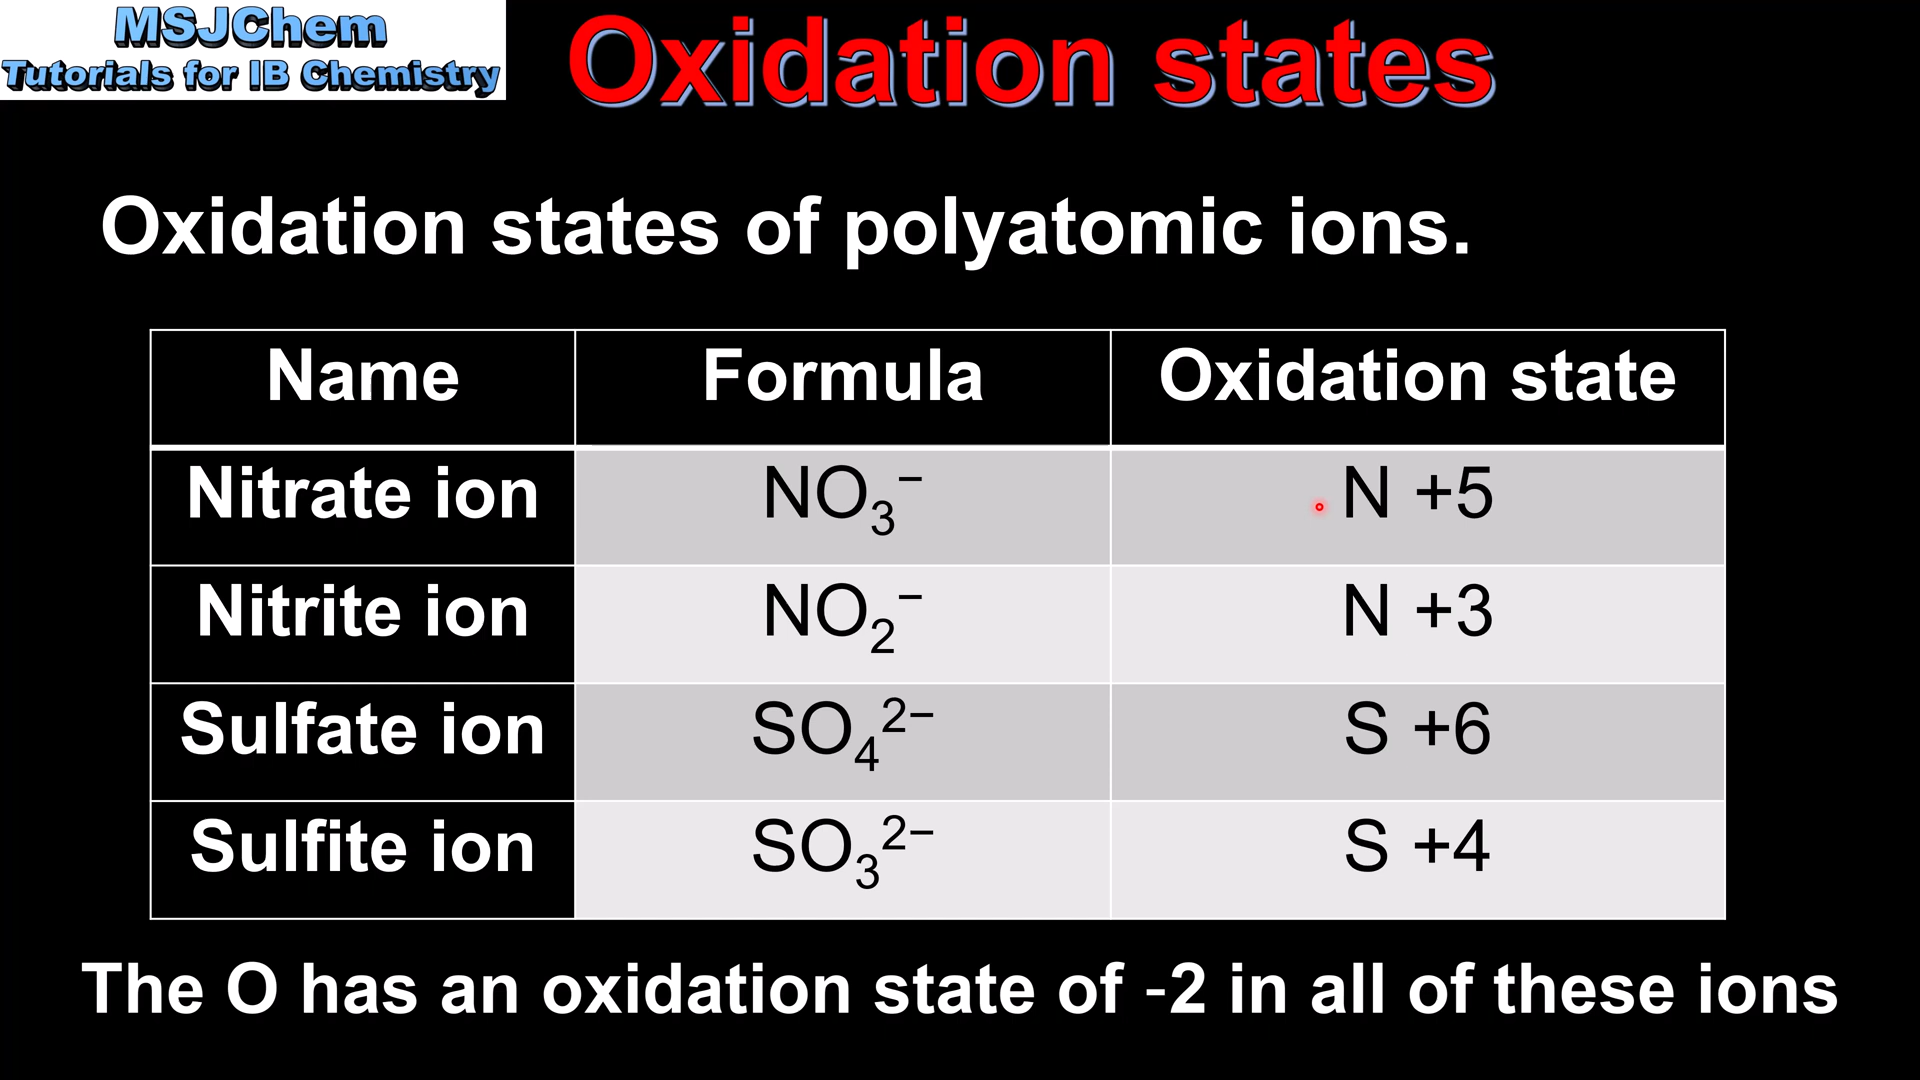 MSJChem
Tutorials for IB Chemistry
Oxidation states
Oxidation states of polyatomic ions.
Name Formula Oxidation state
Nitrate ion NO₃⁻ N +5
Nitrite ion NO₂⁻ N +3
Sulfate ion SO₄²⁻ S +6
Sulfite ion SO₃²⁻ S +4
The O has an oxidation state of -2 in all of these ions